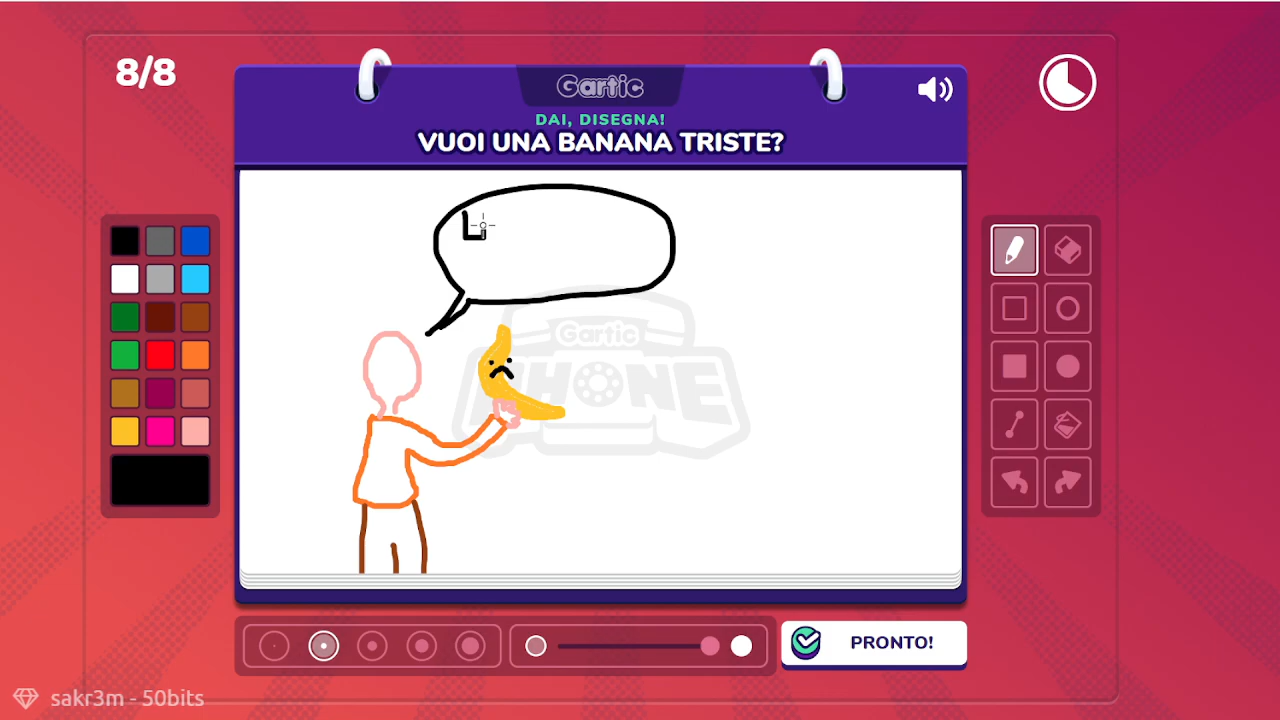 8/8
Gartic
DAI, DISEGNA!
VUOI UNA BANANA TRISTE?
L
Gartic
PHONE
PRONTO!
sakr3m - 50bits